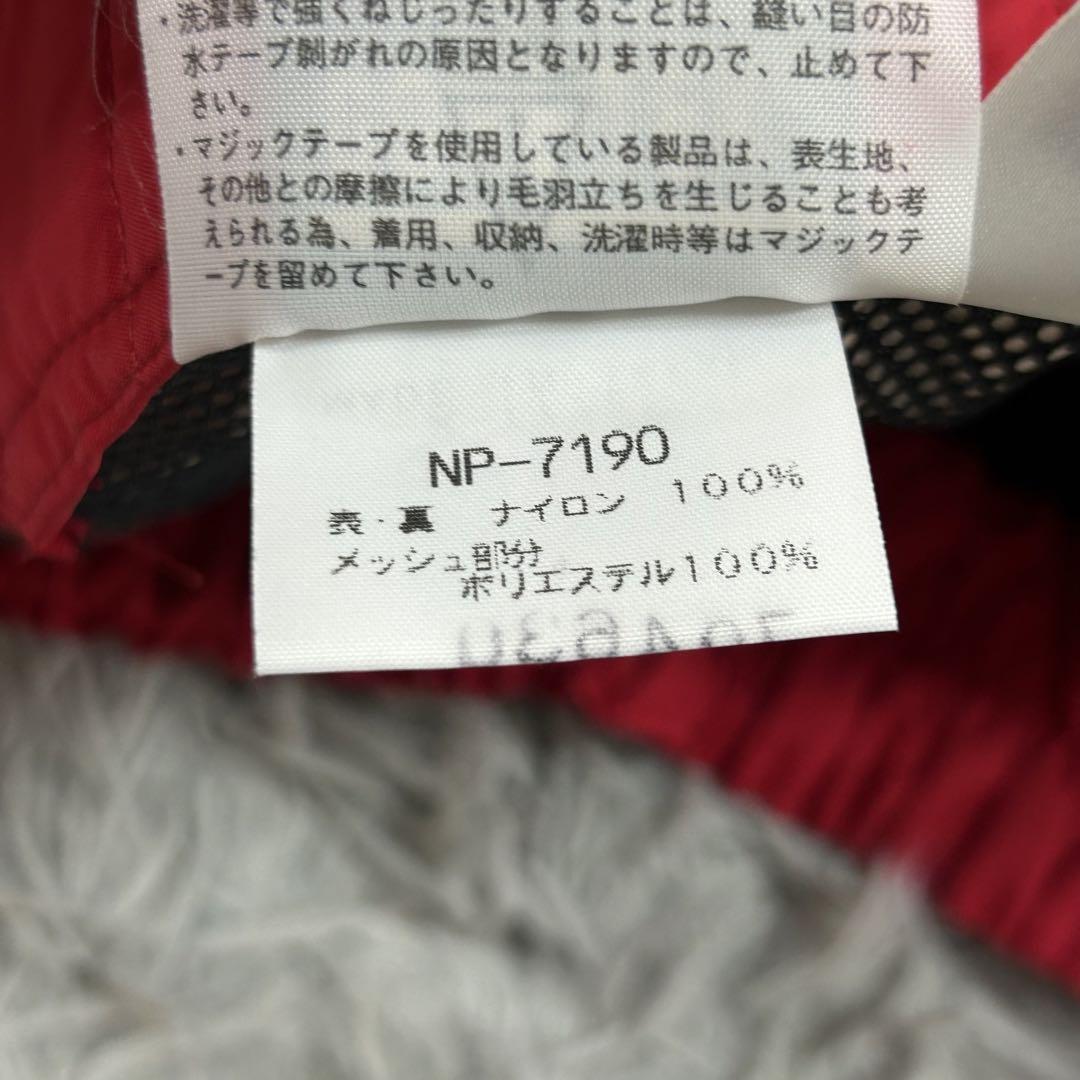 ・洗濯等で強くねじったりすることは、縫い目の防
水テープ剝がれの原因となりますので、止めて下
さい。
・マジックテープを使用している製品は、表生地、
その他との摩擦により毛羽立ちを生じることも考
えられる為、着用、収納、洗濯時等はマジックテ
ープを留めて下さい。
NP-7190
表・裏 ナイロン 100%
メッシュ部分
ポリエステル100%